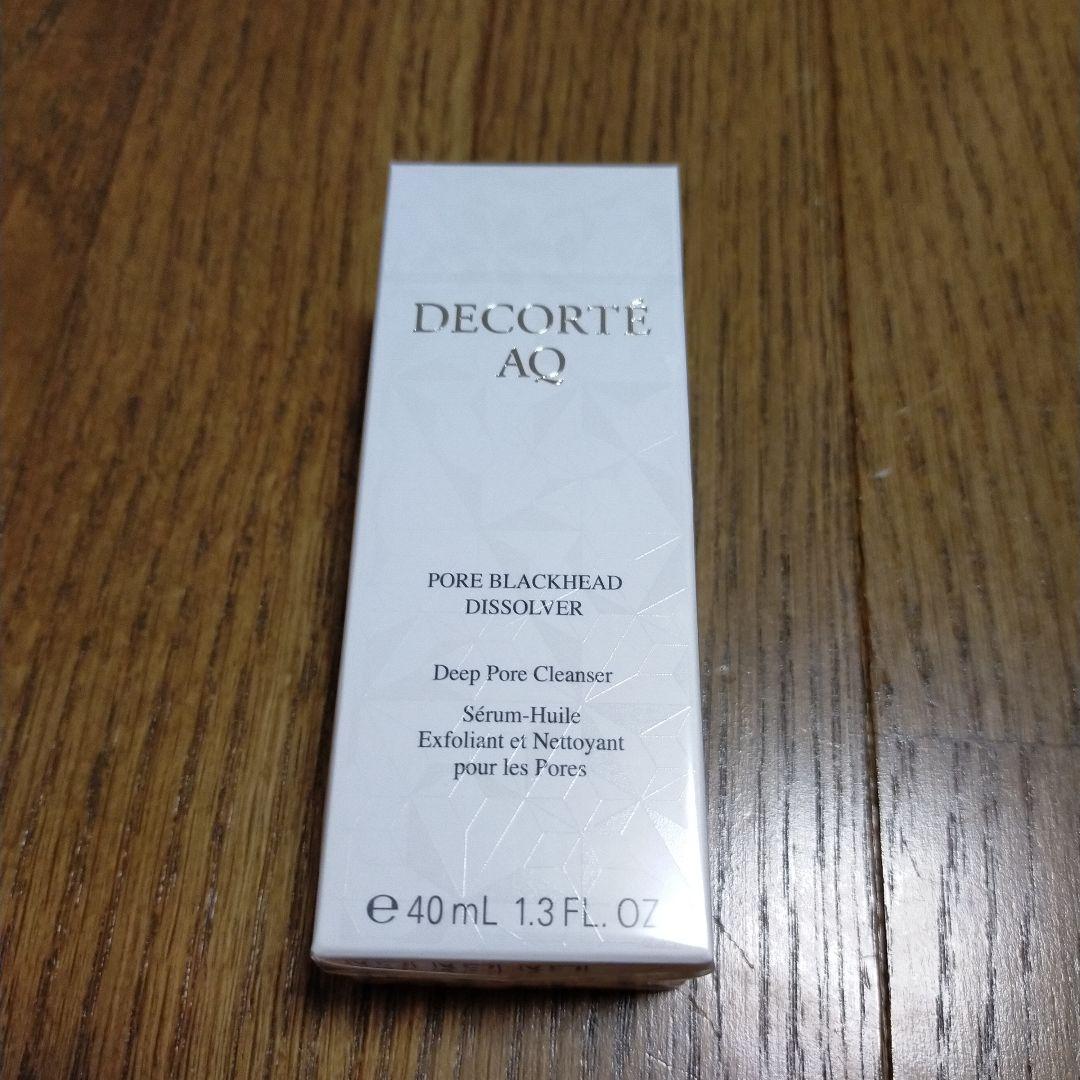 DECORTÉ
AQ
PORE BLACKHEAD
DISSOLVER
Deep Pore Cleanser
Sérum-Huile
Exfoliant et Nettoyant
pour les Pores
℮ 40 mL 1.3 FL. OZ